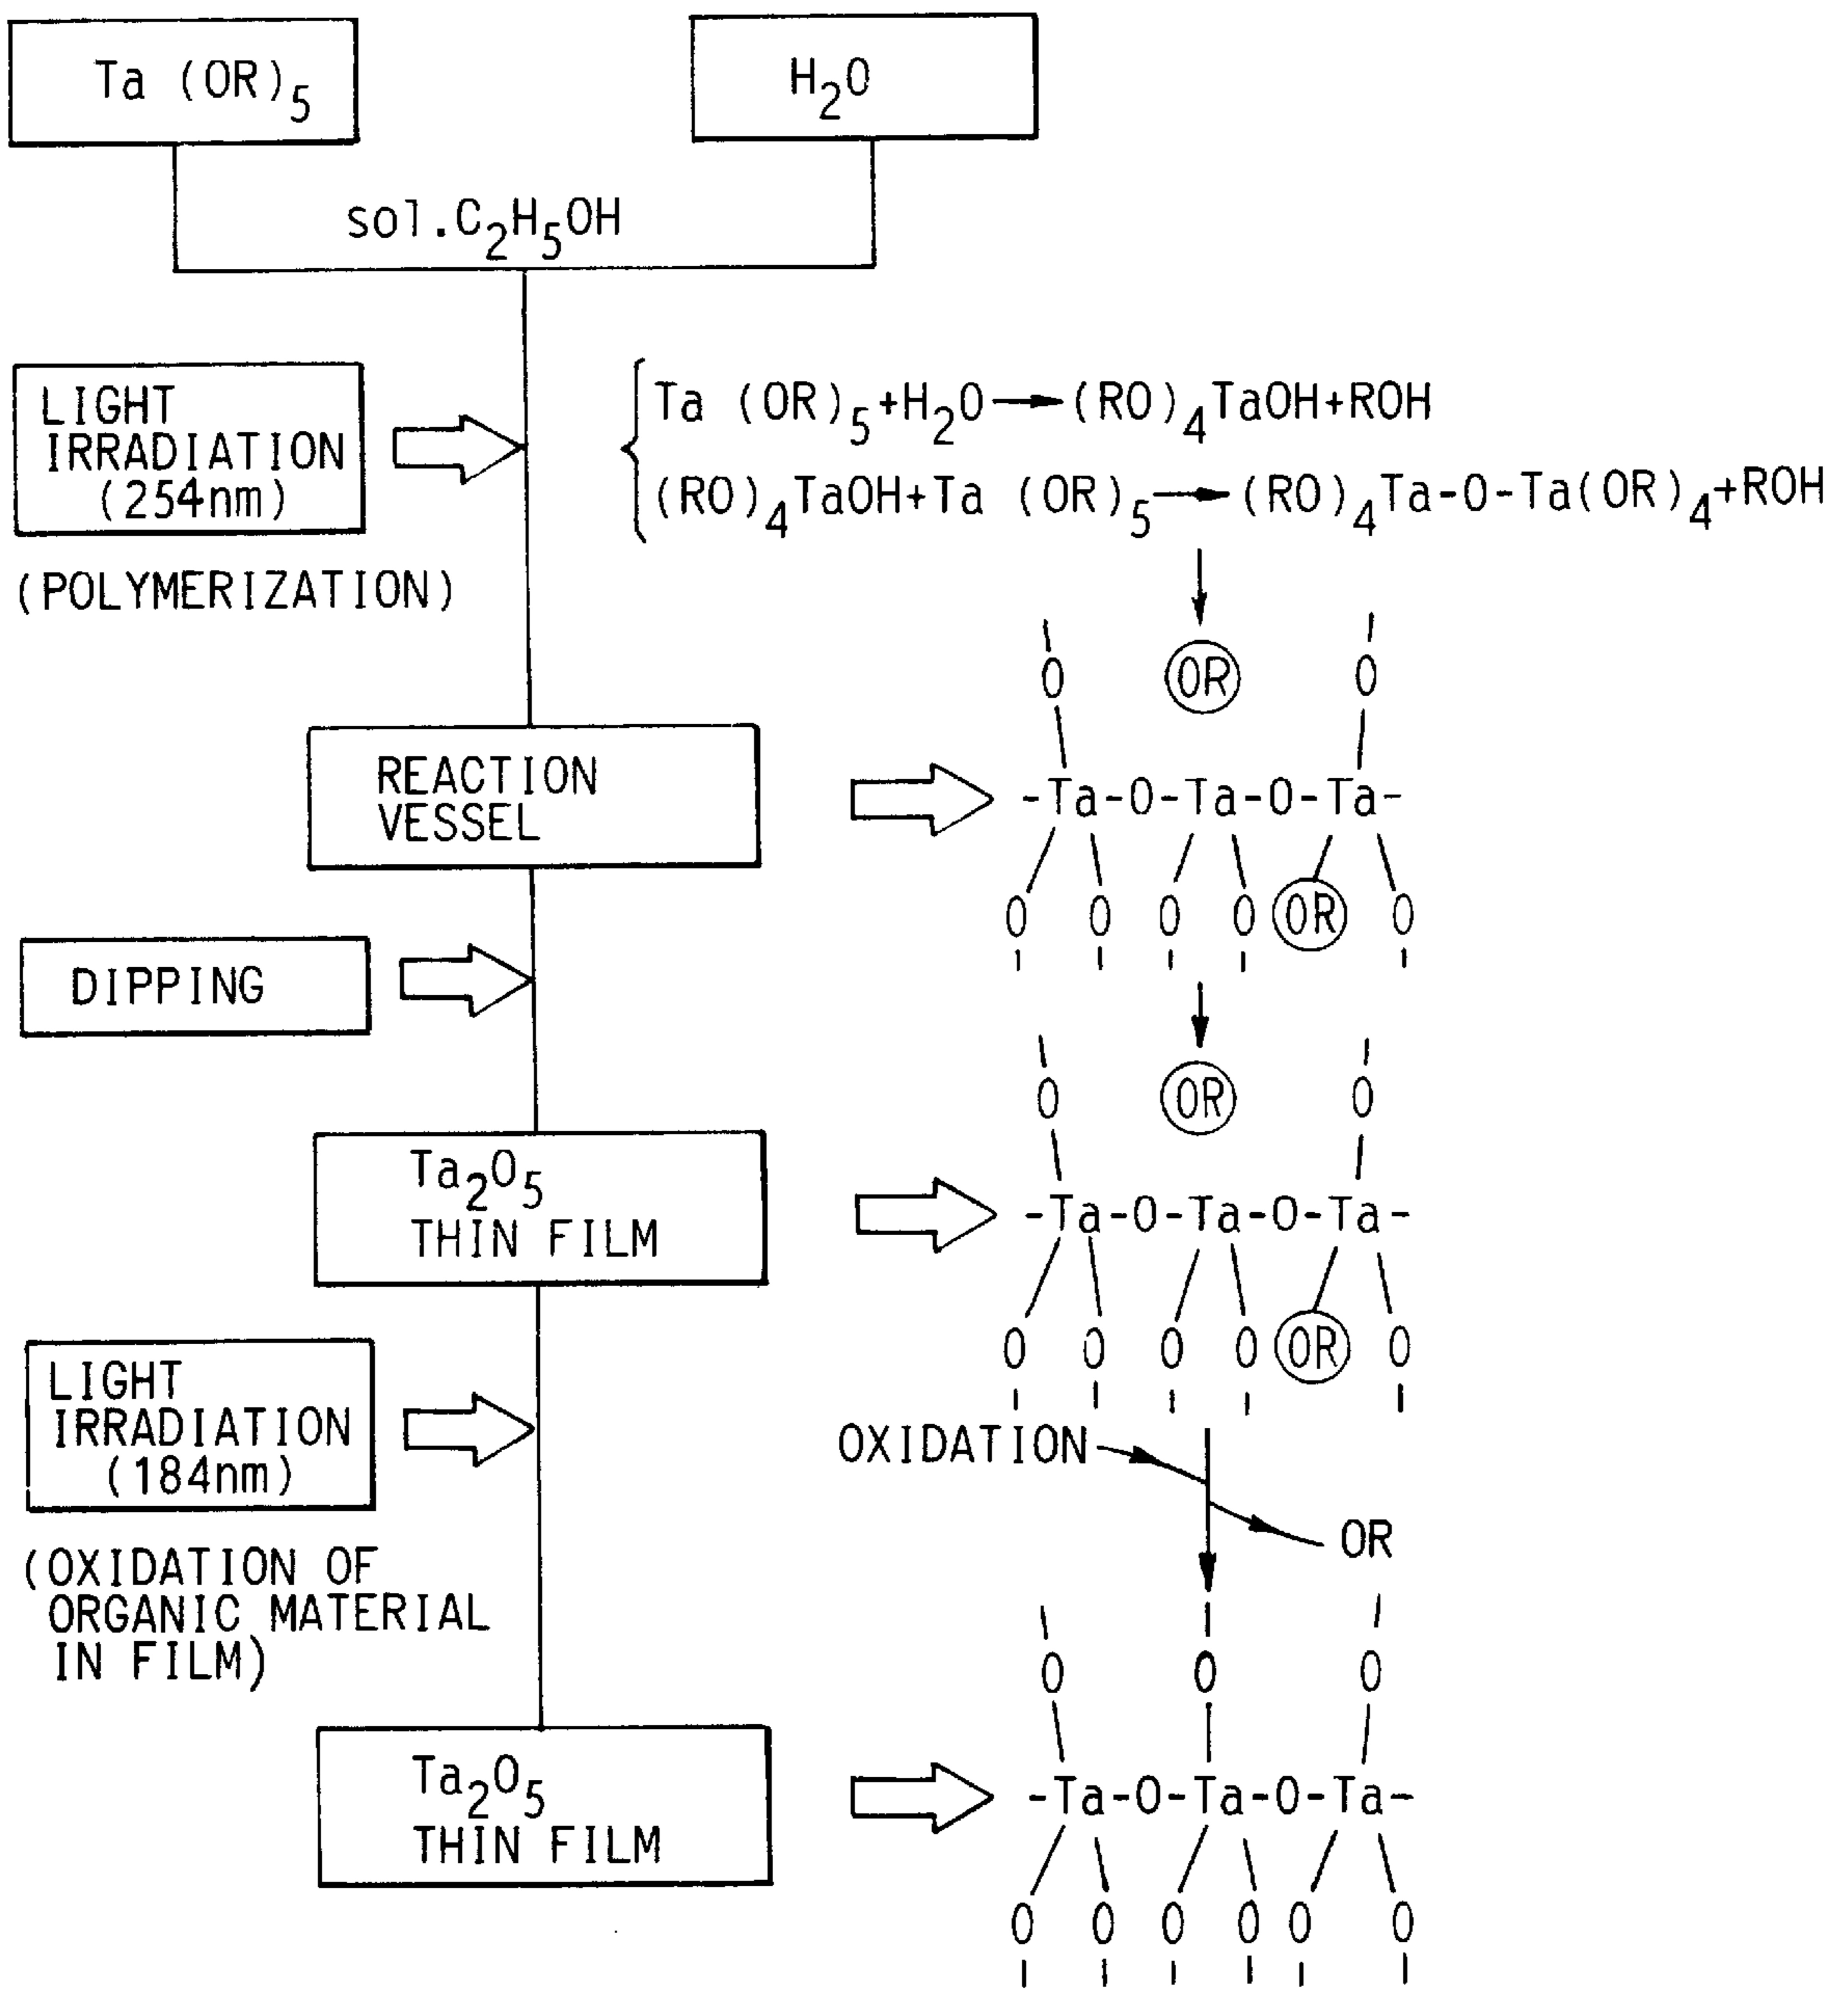 Ta (OR)5
H2O
sol.C2H5OH
LIGHT
IRRADIATION
(254nm)
(POLYMERIZATION)
Ta (OR)5+H2O→(RO)4TaOH+ROH
(RO)4TaOH+Ta (OR)5→(RO)4Ta-O-Ta(OR)4+ROH
REACTION
VESSEL
O OR O
-Ta-O-Ta-O-Ta-
O O O O OR O
DIPPING
Ta2O5
THIN FILM
O OR O
-Ta-O-Ta-O-Ta-
O O O O OR O
LIGHT
IRRADIATION
(184nm)
(OXIDATION OF
ORGANIC MATERIAL
IN FILM)
OXIDATION
OR
Ta2O5
THIN FILM
O O O
-Ta-O-Ta-O-Ta-
O O O O O O